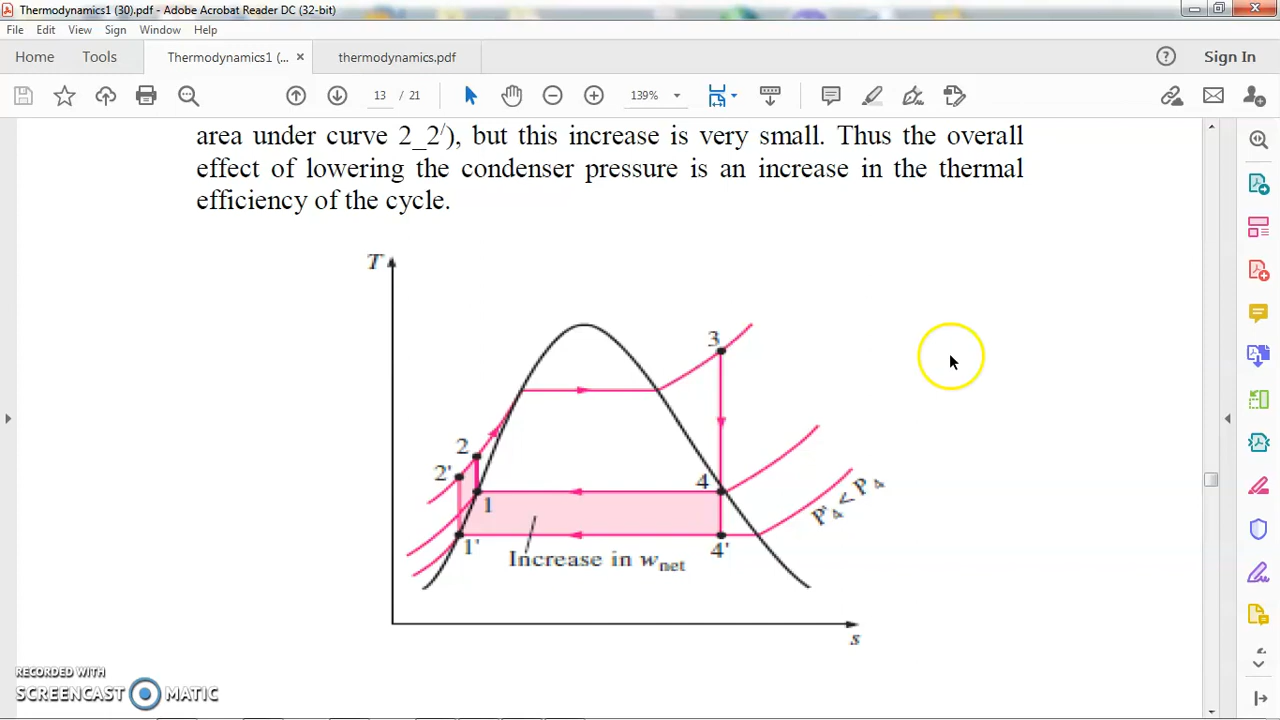 Thermodynamics1 (30).pdf - Adobe Acrobat Reader DC (32-bit)
File Edit View Sign Window Help
Home Tools Thermodynamics1 (... × thermodynamics.pdf Sign In
13 / 21 139%
area under curve 2_2/), but this increase is very small. Thus the overall
effect of lowering the condenser pressure is an increase in the thermal
efficiency of the cycle.
T
3
2
2'
4
P'4 < P4
1
1'
4'
Increase in wnet
s
RECORDED WITH
SCREENCAST MATIC